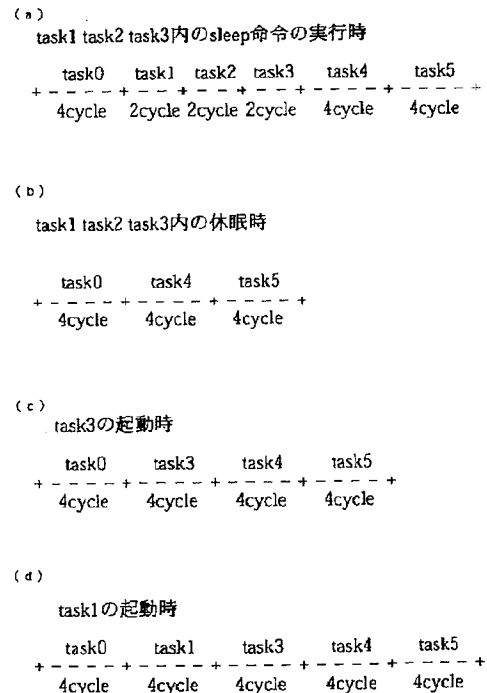 (a)
task1 task2 task3内のsleep命令の実行時
task0 task1 task2 task3 task4 task5
+ - - - - + - - + - - + - - + - - - - + - - - - +
4cycle 2cycle 2cycle 2cycle 4cycle 4cycle
(b)
task1 task2 task3内の休眠時
task0 task4 task5
+ - - - - + - - - - + - - - - +
4cycle 4cycle 4cycle
(c)
task3の起動時
task0 task3 task4 task5
+ - - - - + - - - - + - - - - + - - - - +
4cycle 4cycle 4cycle 4cycle
(d)
task1の起動時
task0 task1 task3 task4 task5
+ - - - - + - - - - + - - - - + - - - - + - - - - +
4cycle 4cycle 4cycle 4cycle 4cycle